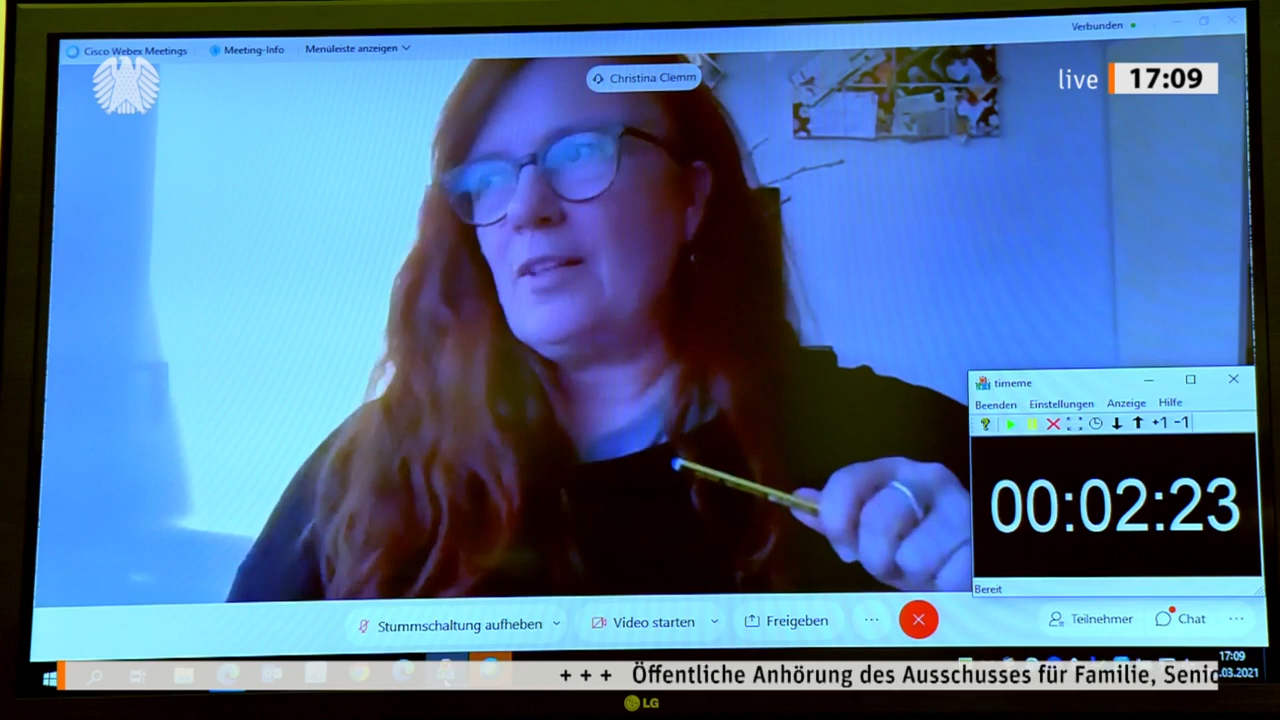 Cisco Webex Meetings Meeting-Info Menüleiste anzeigen Verbunden
Christina Clemm
live 17:09
timeme
Beenden Einstellungen Anzeige Hilfe
+1 -1
00:02:23
Bereit
Stummschaltung aufheben Video starten Freigeben ... Teilnehmer Chat ...
17:09
.03.2021
+ + + Öffentliche Anhörung des Ausschusses für Familie, Senio
LG